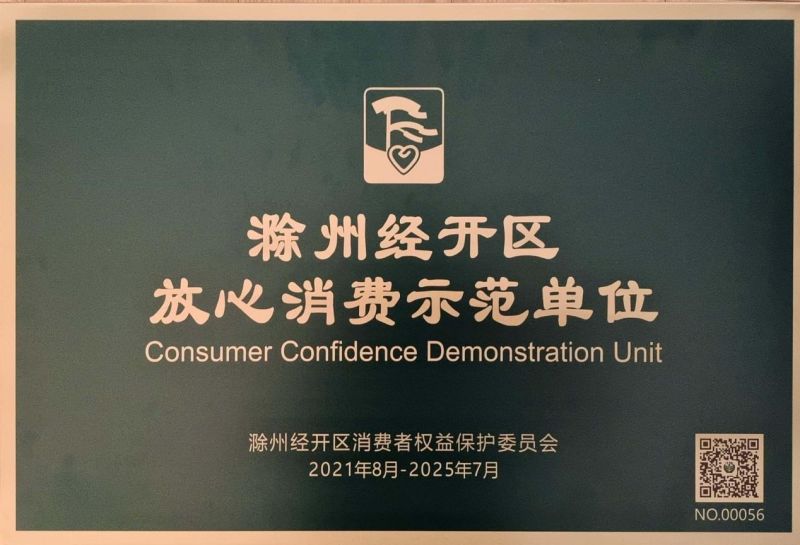 滁州经开区
放心消费示范单位
Consumer Confidence Demonstration Unit
滁州经开区消费者权益保护委员会
2021年8月-2025年7月
NO.00056